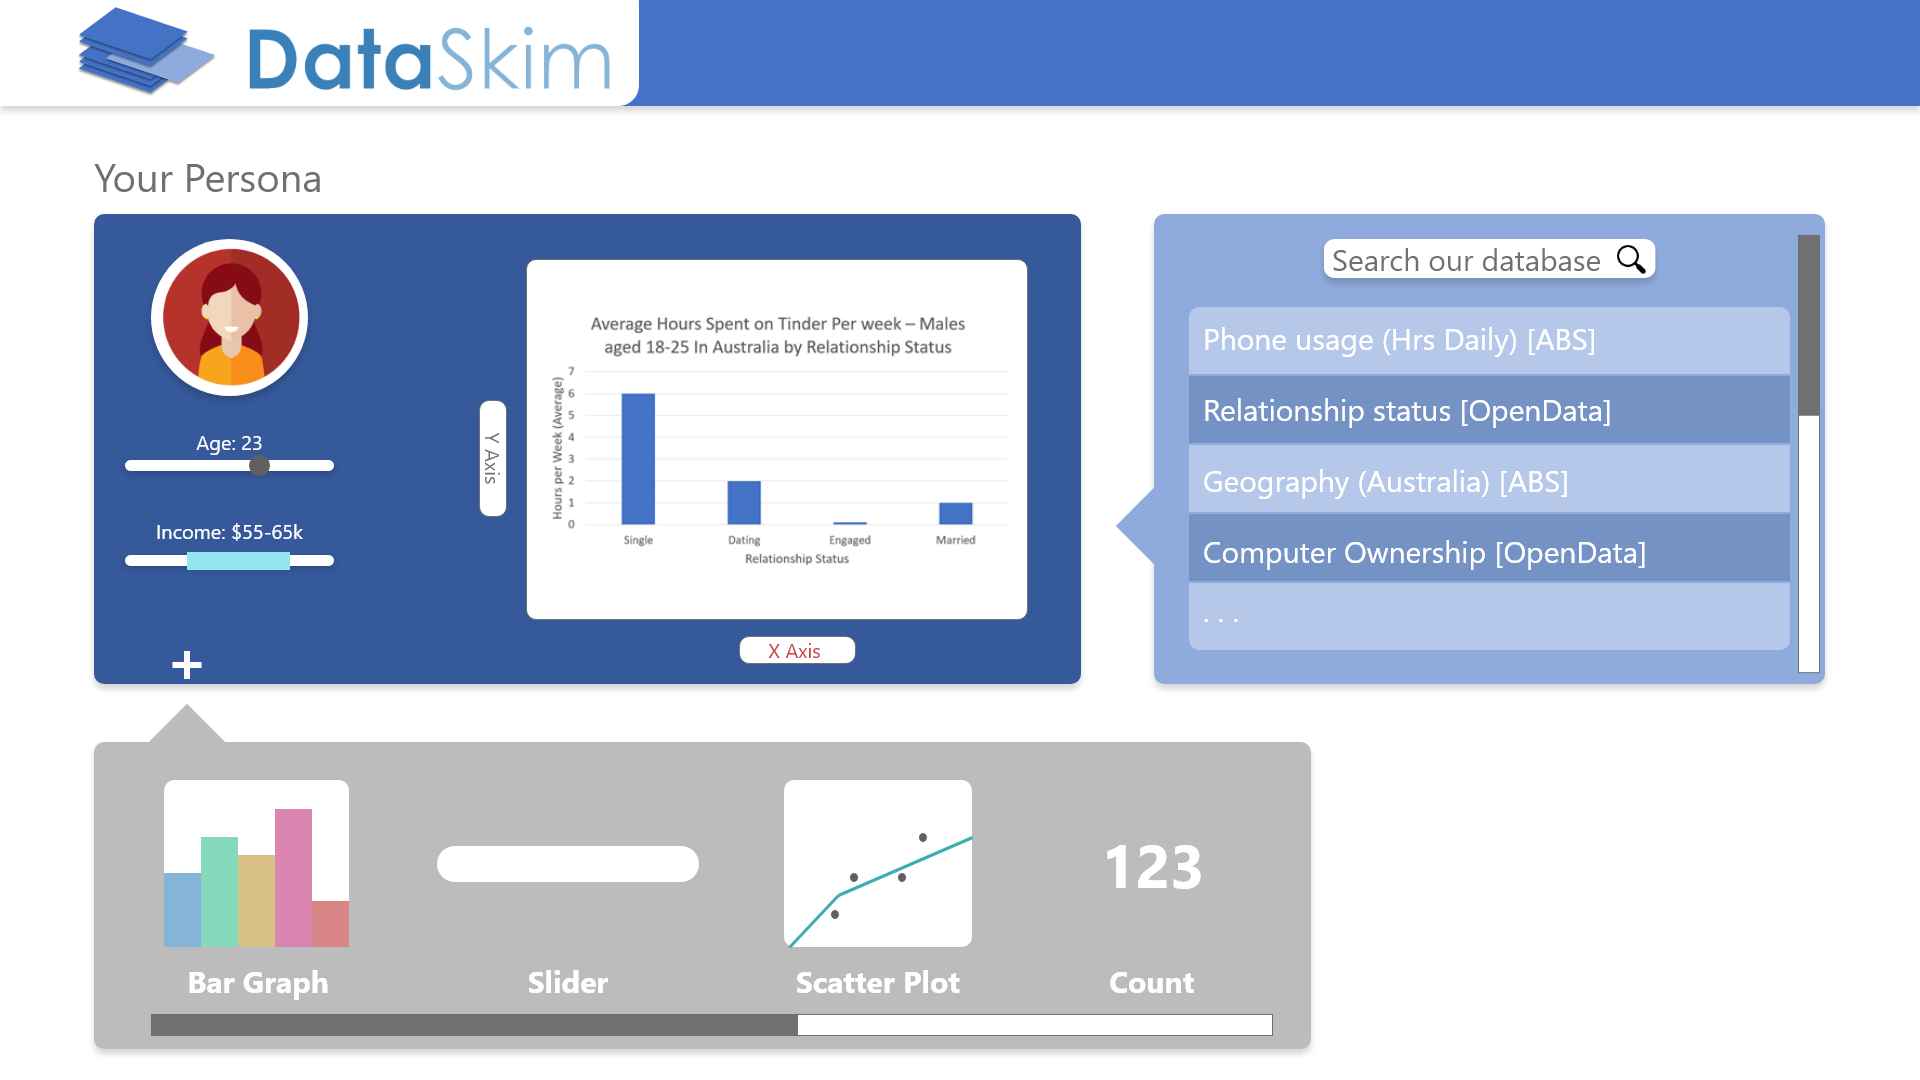 DataSkim
Your Persona
Age: 23
Income: $55-65k
+
Y Axis
Average Hours Spent on Tinder Per week – Males
aged 18-25 In Australia by Relationship Status
Hours per Week (Average)
7
6
5
4
3
2
1
0
Single Dating Engaged Married
Relationship Status
X Axis
Search our database
Phone usage (Hrs Daily) [ABS]
Relationship status [OpenData]
Geography (Australia) [ABS]
Computer Ownership [OpenData]
. . .
123
Bar Graph Slider Scatter Plot Count